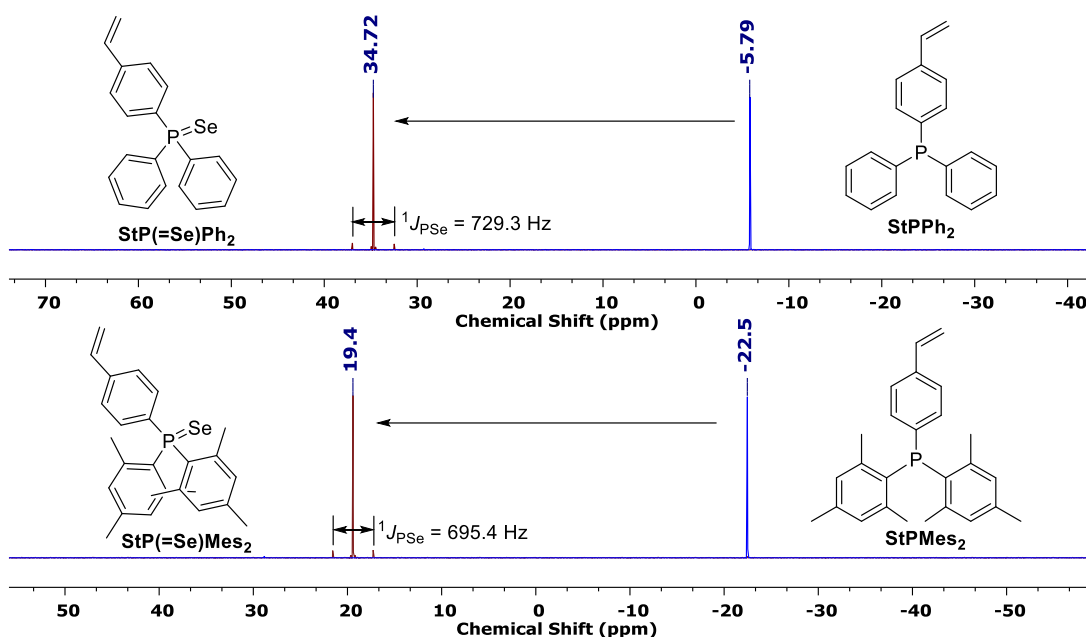 34.72
-5.79
Se
P
StP(=Se)Ph2
1JPSe = 729.3 Hz
P
StPPh2
70 60 50 40 30 20 10 0 -10 -20 -30 -40
Chemical Shift (ppm)
19.4
-22.5
Se
P
StP(=Se)Mes2
1JPSe = 695.4 Hz
P
StPMes2
50 40 30 20 10 0 -10 -20 -30 -40 -50
Chemical Shift (ppm)